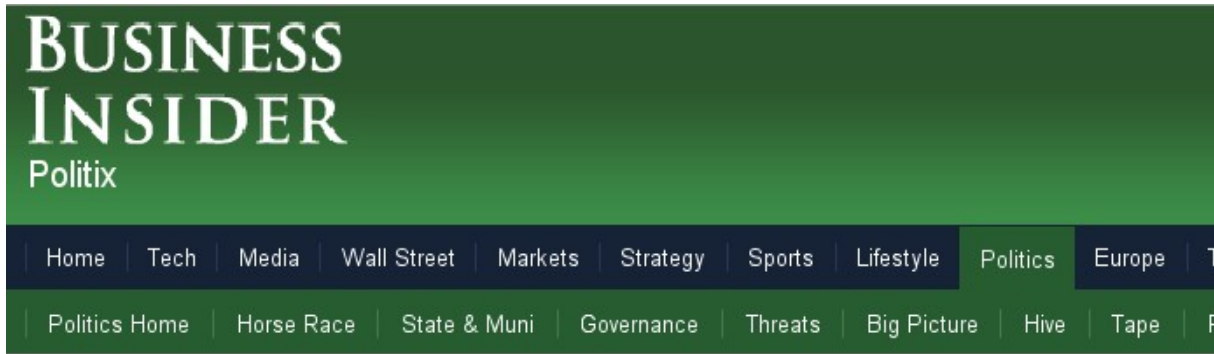 BUSINESS
INSIDER
Politix
Home Tech Media Wall Street Markets Strategy Sports Lifestyle Politics Europe
Politics Home Horse Race State & Muni Governance Threats Big Picture Hive Tape